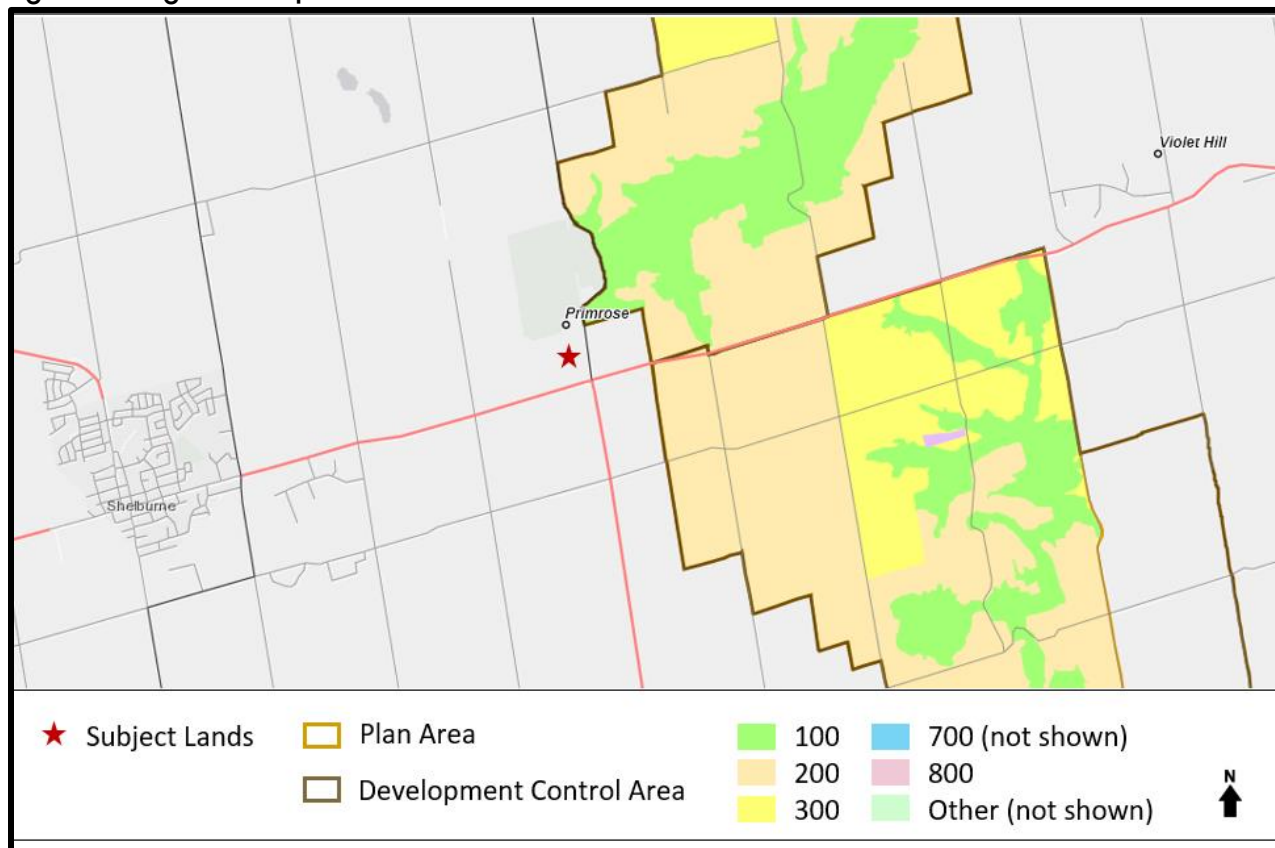 Violet Hill
Primrose
Shelburne
Subject Lands
Plan Area
Development Control Area
100
200
300
700 (not shown)
800
Other (not shown)
N